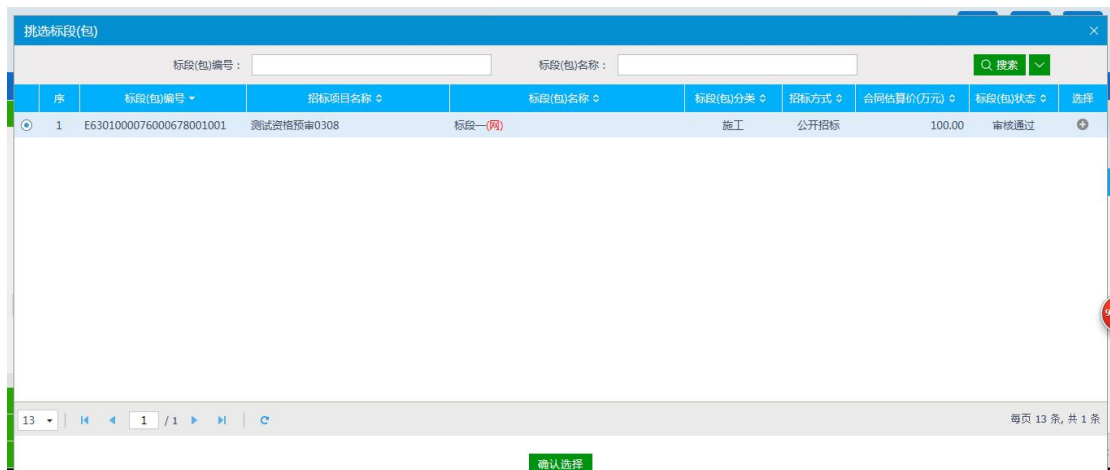 挑选标段(包)
标段(包)编号： 标段(包)名称： 搜索
序 标段(包)编号 招标项目名称 标段(包)名称 标段(包)分类 招标方式 合同估算价(万元) 标段(包)状态 选择
1 E6301000076000678001001 测试资格预审0308 标段一(网) 施工 公开招标 100.00 审核通过
13 1 / 1 每页 13 条, 共 1 条
确认选择